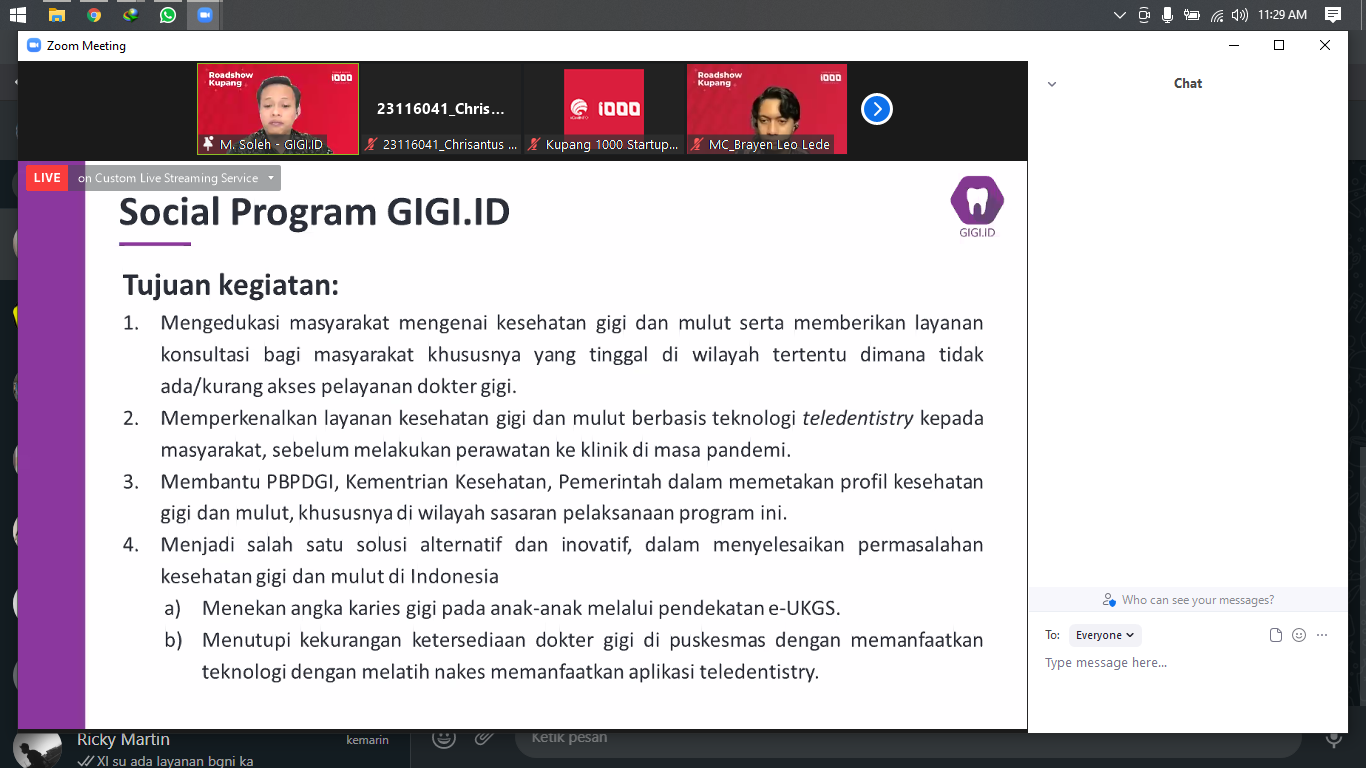 11:29 AM
Zoom Meeting
Roadshow
Kupang
1000
M. Soleh - GIGI.ID
23116041_Chris...
23116041_Chrisantus ...
1000
Kupang 1000 Startup...
Roadshow
Kupang
1000
MC_Brayen Leo Lede
Chat
LIVE on Custom Live Streaming Service
Social Program GIGI.ID
GIGI.ID
Tujuan kegiatan:
1. Mengedukasi masyarakat mengenai kesehatan gigi dan mulut serta memberikan layanan
konsultasi bagi masyarakat khususnya yang tinggal di wilayah tertentu dimana tidak
ada/kurang akses pelayanan dokter gigi.
2. Memperkenalkan layanan kesehatan gigi dan mulut berbasis teknologi teledentistry kepada
masyarakat, sebelum melakukan perawatan ke klinik di masa pandemi.
3. Membantu PBPDGI, Kementrian Kesehatan, Pemerintah dalam memetakan profil kesehatan
gigi dan mulut, khususnya di wilayah sasaran pelaksanaan program ini.
4. Menjadi salah satu solusi alternatif dan inovatif, dalam menyelesaikan permasalahan
kesehatan gigi dan mulut di Indonesia
a) Menekan angka karies gigi pada anak-anak melalui pendekatan e-UKGS.
b) Menutupi kekurangan ketersediaan dokter gigi di puskesmas dengan memanfaatkan
teknologi dengan melatih nakes memanfaatkan aplikasi teledentistry.
Who can see your messages?
To: Everyone
Type message here...
Ricky Martin
kemarin
XI su ada layanan bgni ka
Ketik pesan